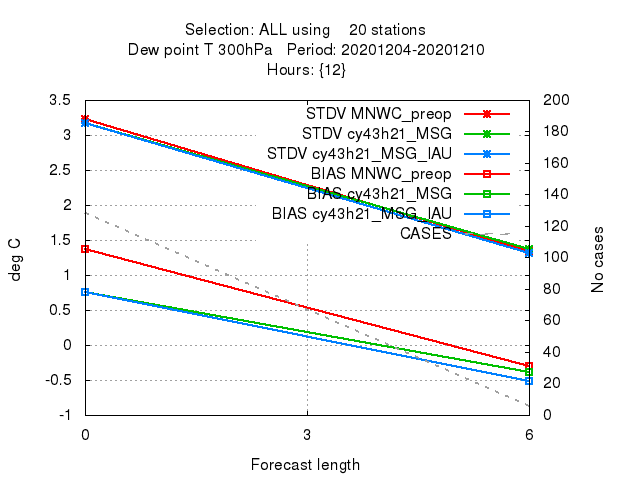 Selection: ALL using 20 stations
Dew point T 300hPa Period: 20201204-20201210
Hours: {12}
3.5
3
2.5
2
1.5
1
0.5
0
-0.5
-1
deg C
STDV MNWC_preop
STDV cy43h21_MSG
STDV cy43h21_MSG_IAU
BIAS MNWC_preop
BIAS cy43h21_MSG
BIAS cy43h21_MSG_IAU
CASES
200
180
160
140
120
100
80
60
40
20
0
No cases
0 3 6
Forecast length